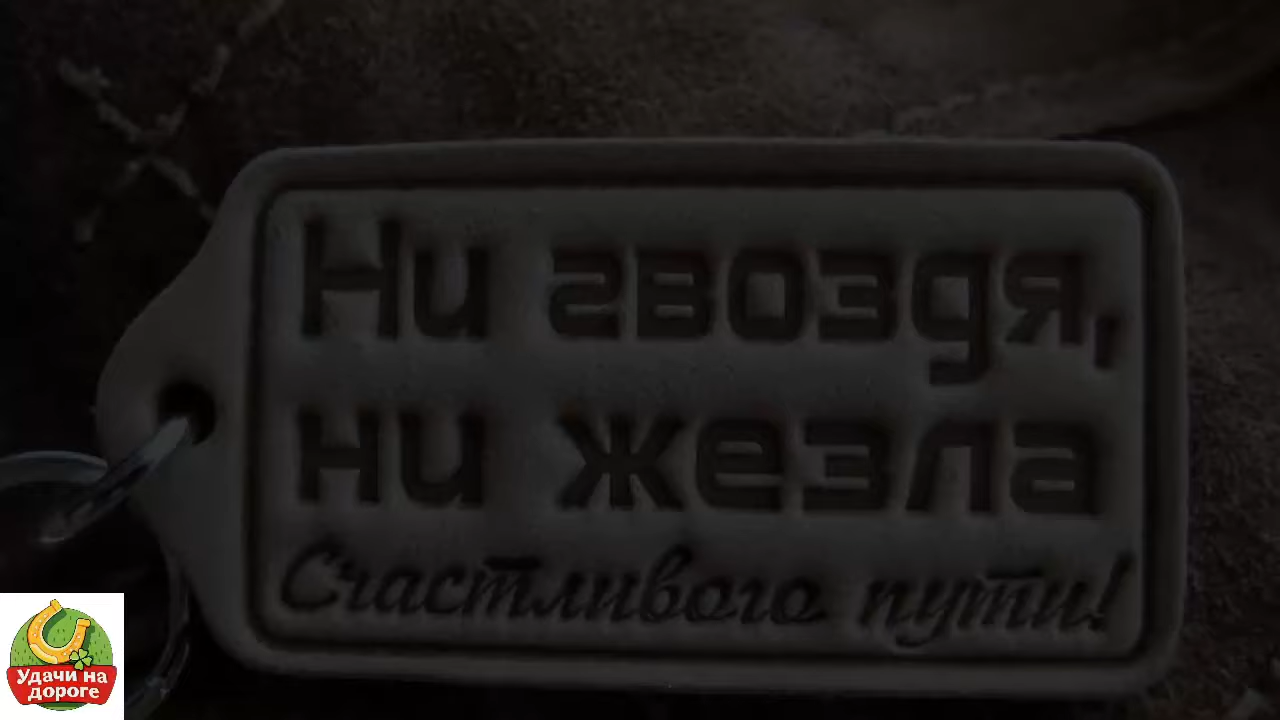 Ни гвоздя,
ни жезла
Счастливого пути!
Удачи на
дороге